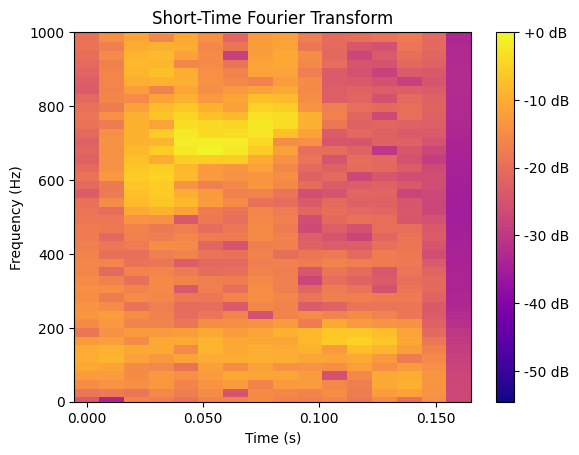 Short-Time Fourier Transform
Frequency (Hz)
1000
800
600
400
200
0
0.000
0.050
0.100
0.150
Time (s)
+0 dB
-10 dB
-20 dB
-30 dB
-40 dB
-50 dB